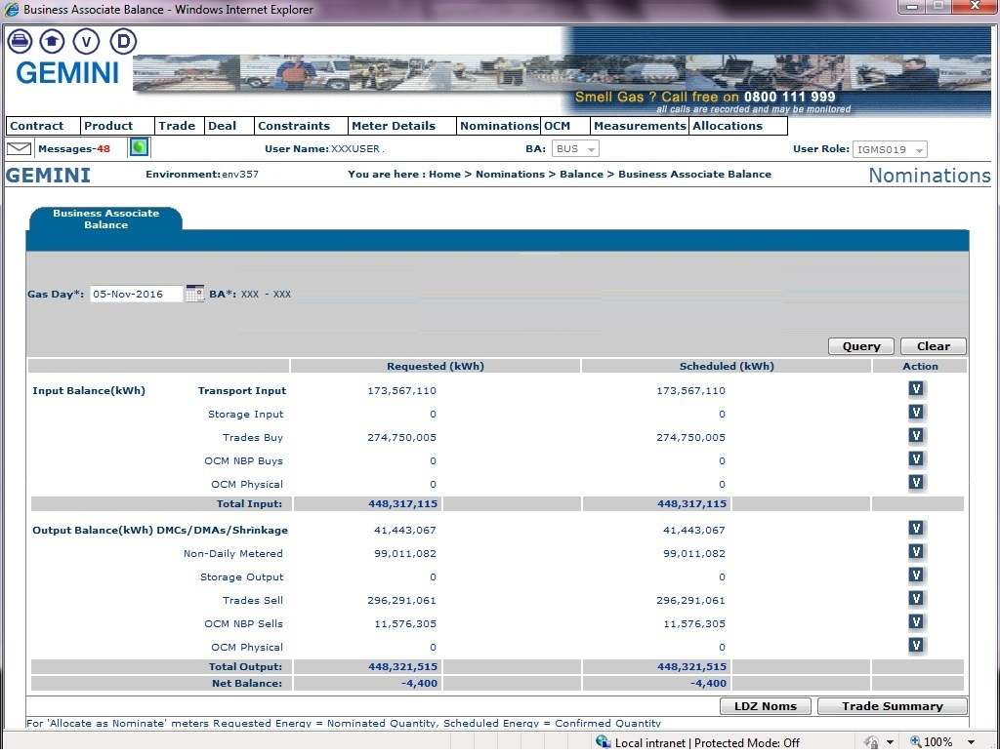 Business Associate Balance - Windows Internet Explorer
V D
GEMINI
Smell Gas ? Call free on 0800 111 999
all calls are recorded and may be monitored
Contract Product Trade Deal Constraints Meter Details Nominations OCM Measurements Allocations
Messages-48 User Name: XXXUSER . BA: BUS User Role: IGMS019
GEMINI Environment: env357 You are here : Home > Nominations > Balance > Business Associate Balance Nominations
Business Associate
Balance
Gas Day*: 05-Nov-2016 BA*: XXX - XXX
Query Clear
Requested (kWh) Scheduled (kWh) Action
Input Balance(kWh) Transport Input 173,567,110 173,567,110 V
Storage Input 0 0 V
Trades Buy 274,750,005 274,750,005 V
OCM NBP Buys 0 0 V
OCM Physical 0 0 V
Total Input: 448,317,115 448,317,115
Output Balance(kWh) DMCs/DMAs/Shrinkage 41,443,067 41,443,067 V
Non-Daily Metered 99,011,082 99,011,082 V
Storage Output 0 0 V
Trades Sell 296,291,061 296,291,061 V
OCM NBP Sells 11,576,305 11,576,305 V
OCM Physical 0 0 V
Total Output: 448,321,515 448,321,515
Net Balance: -4,400 -4,400
LDZ Noms Trade Summary
For 'Allocate as Nominate' meters Requested Energy = Nominated Quantity, Scheduled Energy = Confirmed Quantity
Local intranet | Protected Mode: Off 100%